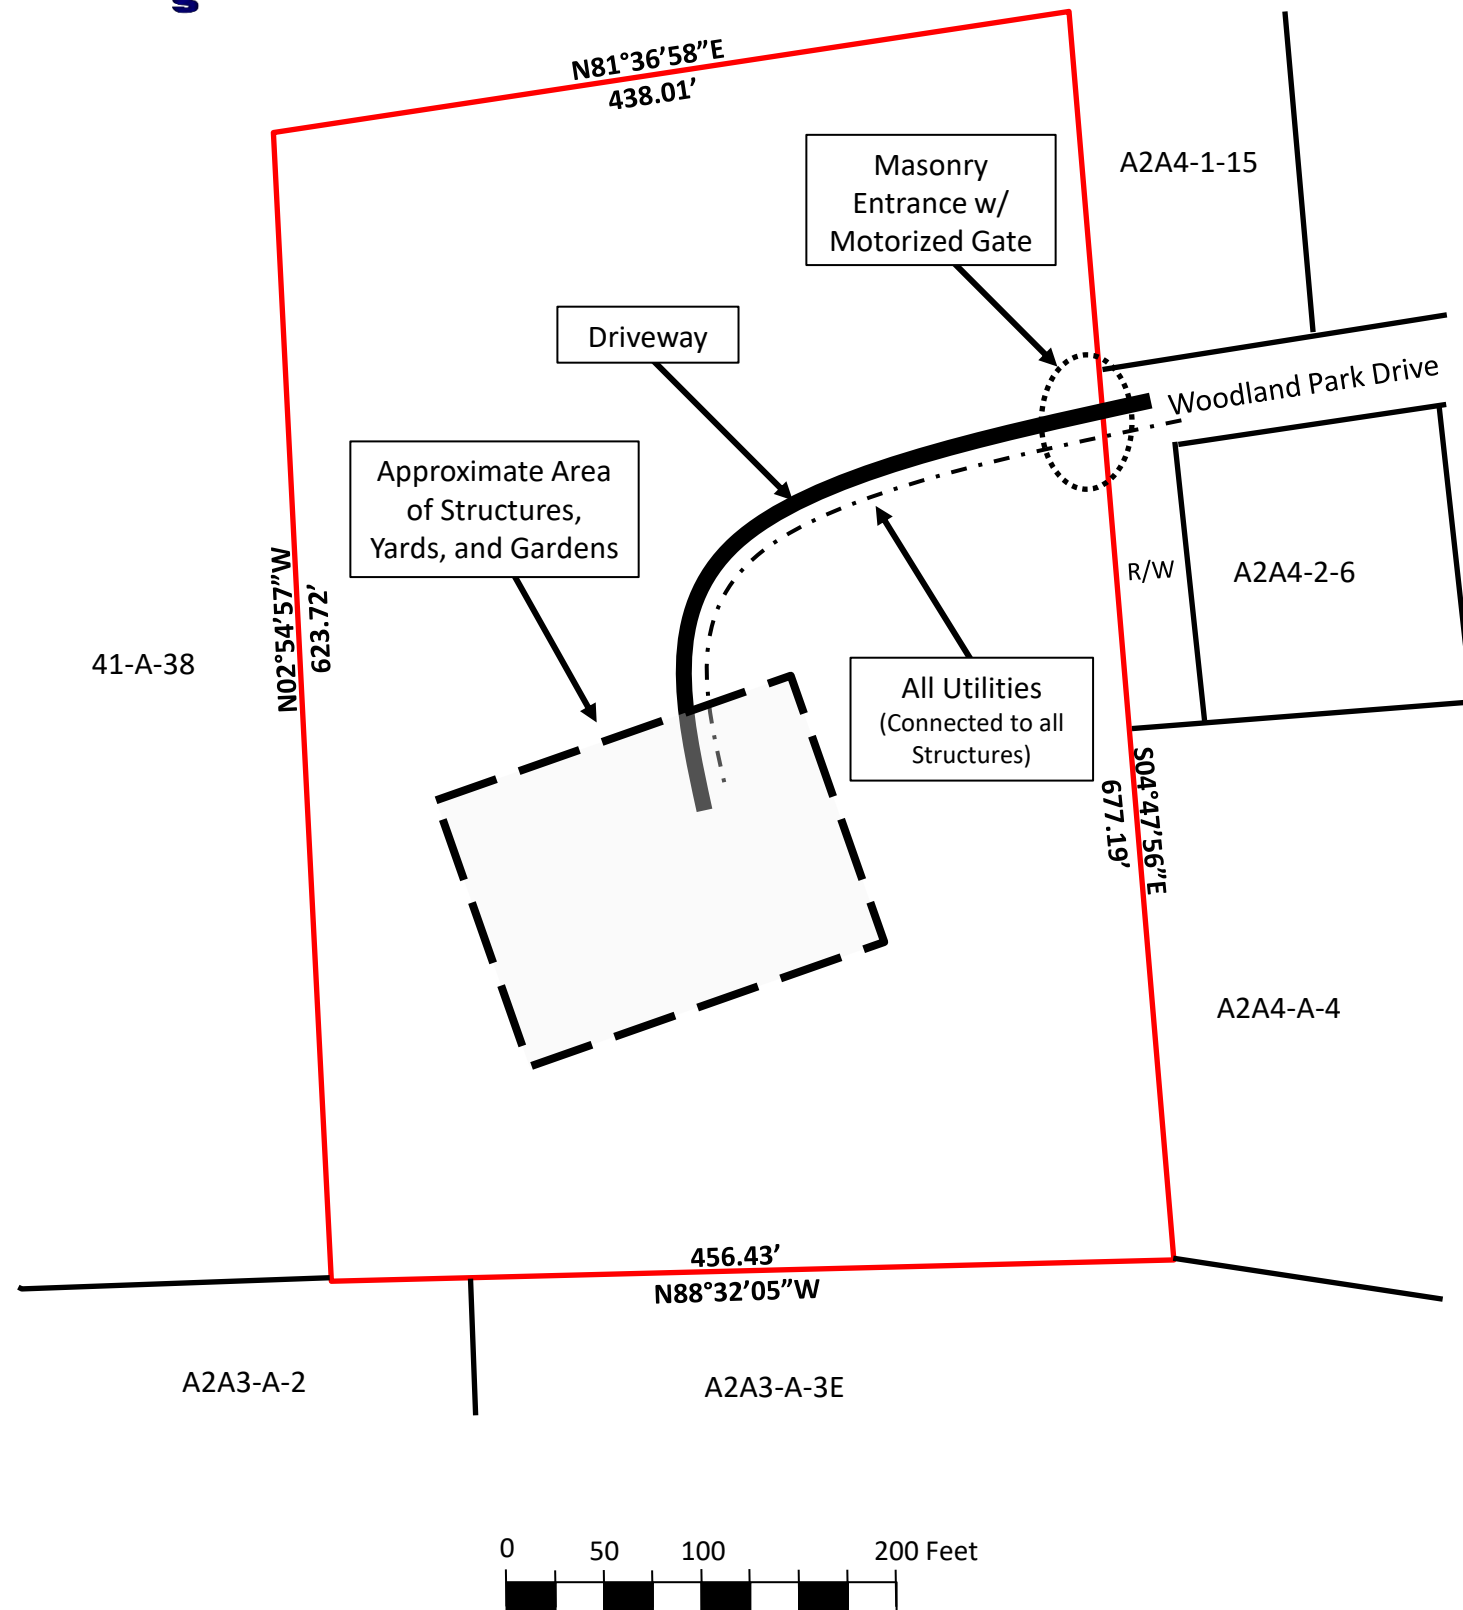 s
N81°36’58”E
438.01’
Masonry
Entrance w/
Motorized Gate
A2A4-1-15
Driveway
Woodland Park Drive
Approximate Area
of Structures,
Yards, and Gardens
R/W
A2A4-2-6
N02°54’57”W
623.72’
41-A-38
All Utilities
(Connected to all
Structures)
S04°47’56”E
677.19’
A2A4-A-4
456.43’
N88°32’05”W
A2A3-A-2
A2A3-A-3E
0 50 100 200 Feet